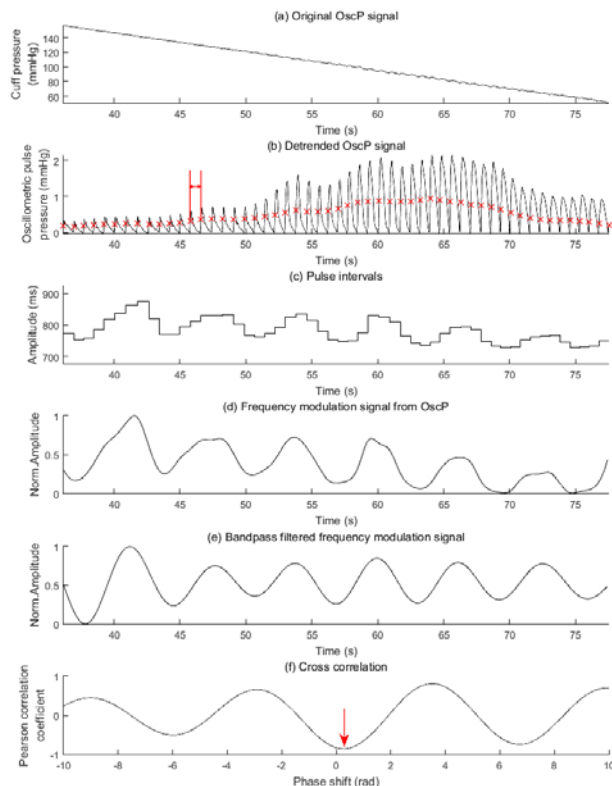 (a) Original OscP signal
Cuff pressure
(mmHg)
140
120
100
80
60
40 45 50 55 60 65 70 75
Time (s)
(b) Detrended OscP signal
Oscillometric pulse
pressure (mmHg)
2
1
0
40 45 50 55 60 65 70 75
Time (s)
(c) Pulse intervals
Amplitude (ms)
900
800
700
40 45 50 55 60 65 70 75
Time (s)
(d) Frequency modulation signal from OscP
Norm.Amplitude
1
0.5
0
40 45 50 55 60 65 70 75
Time (s)
(e) Bandpass filtered frequency modulation signal
Norm.Amplitude
1
0.5
0
40 45 50 55 60 65 70 75
Time (s)
(f) Cross correlation
Pearson correlation
coefficient
1
0
-1
-10 -8 -6 -4 -2 0 2 4 6 8 10
Phase shift (rad)